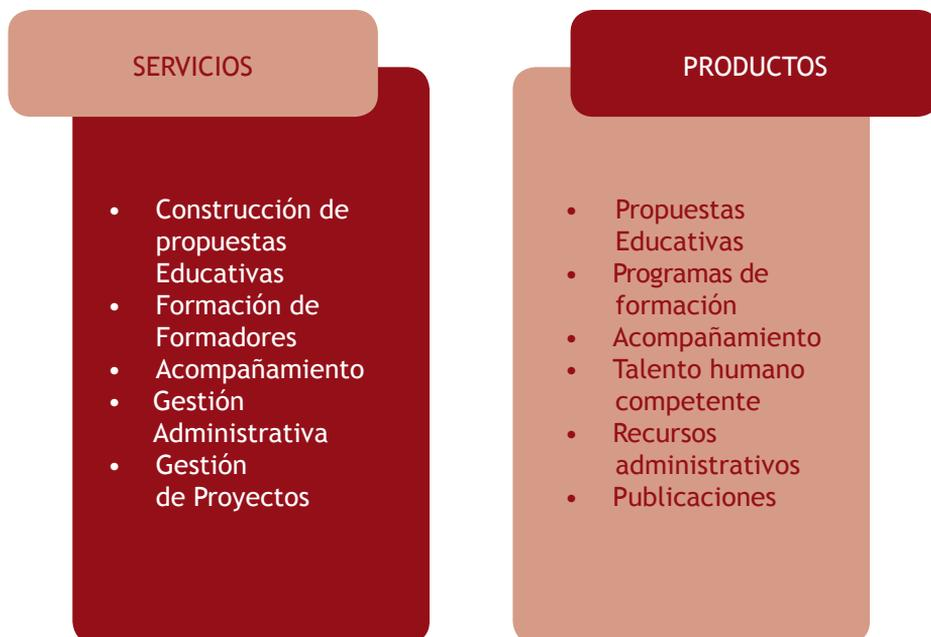 SERVICIOS
• Construcción de
propuestas
Educativas
• Formación de
Formadores
• Acompañamiento
• Gestión
Administrativa
• Gestión
de Proyectos
PRODUCTOS
• Propuestas
Educativas
• Programas de
formación
• Acompañamiento
• Talento humano
competente
• Recursos
administrativos
• Publicaciones